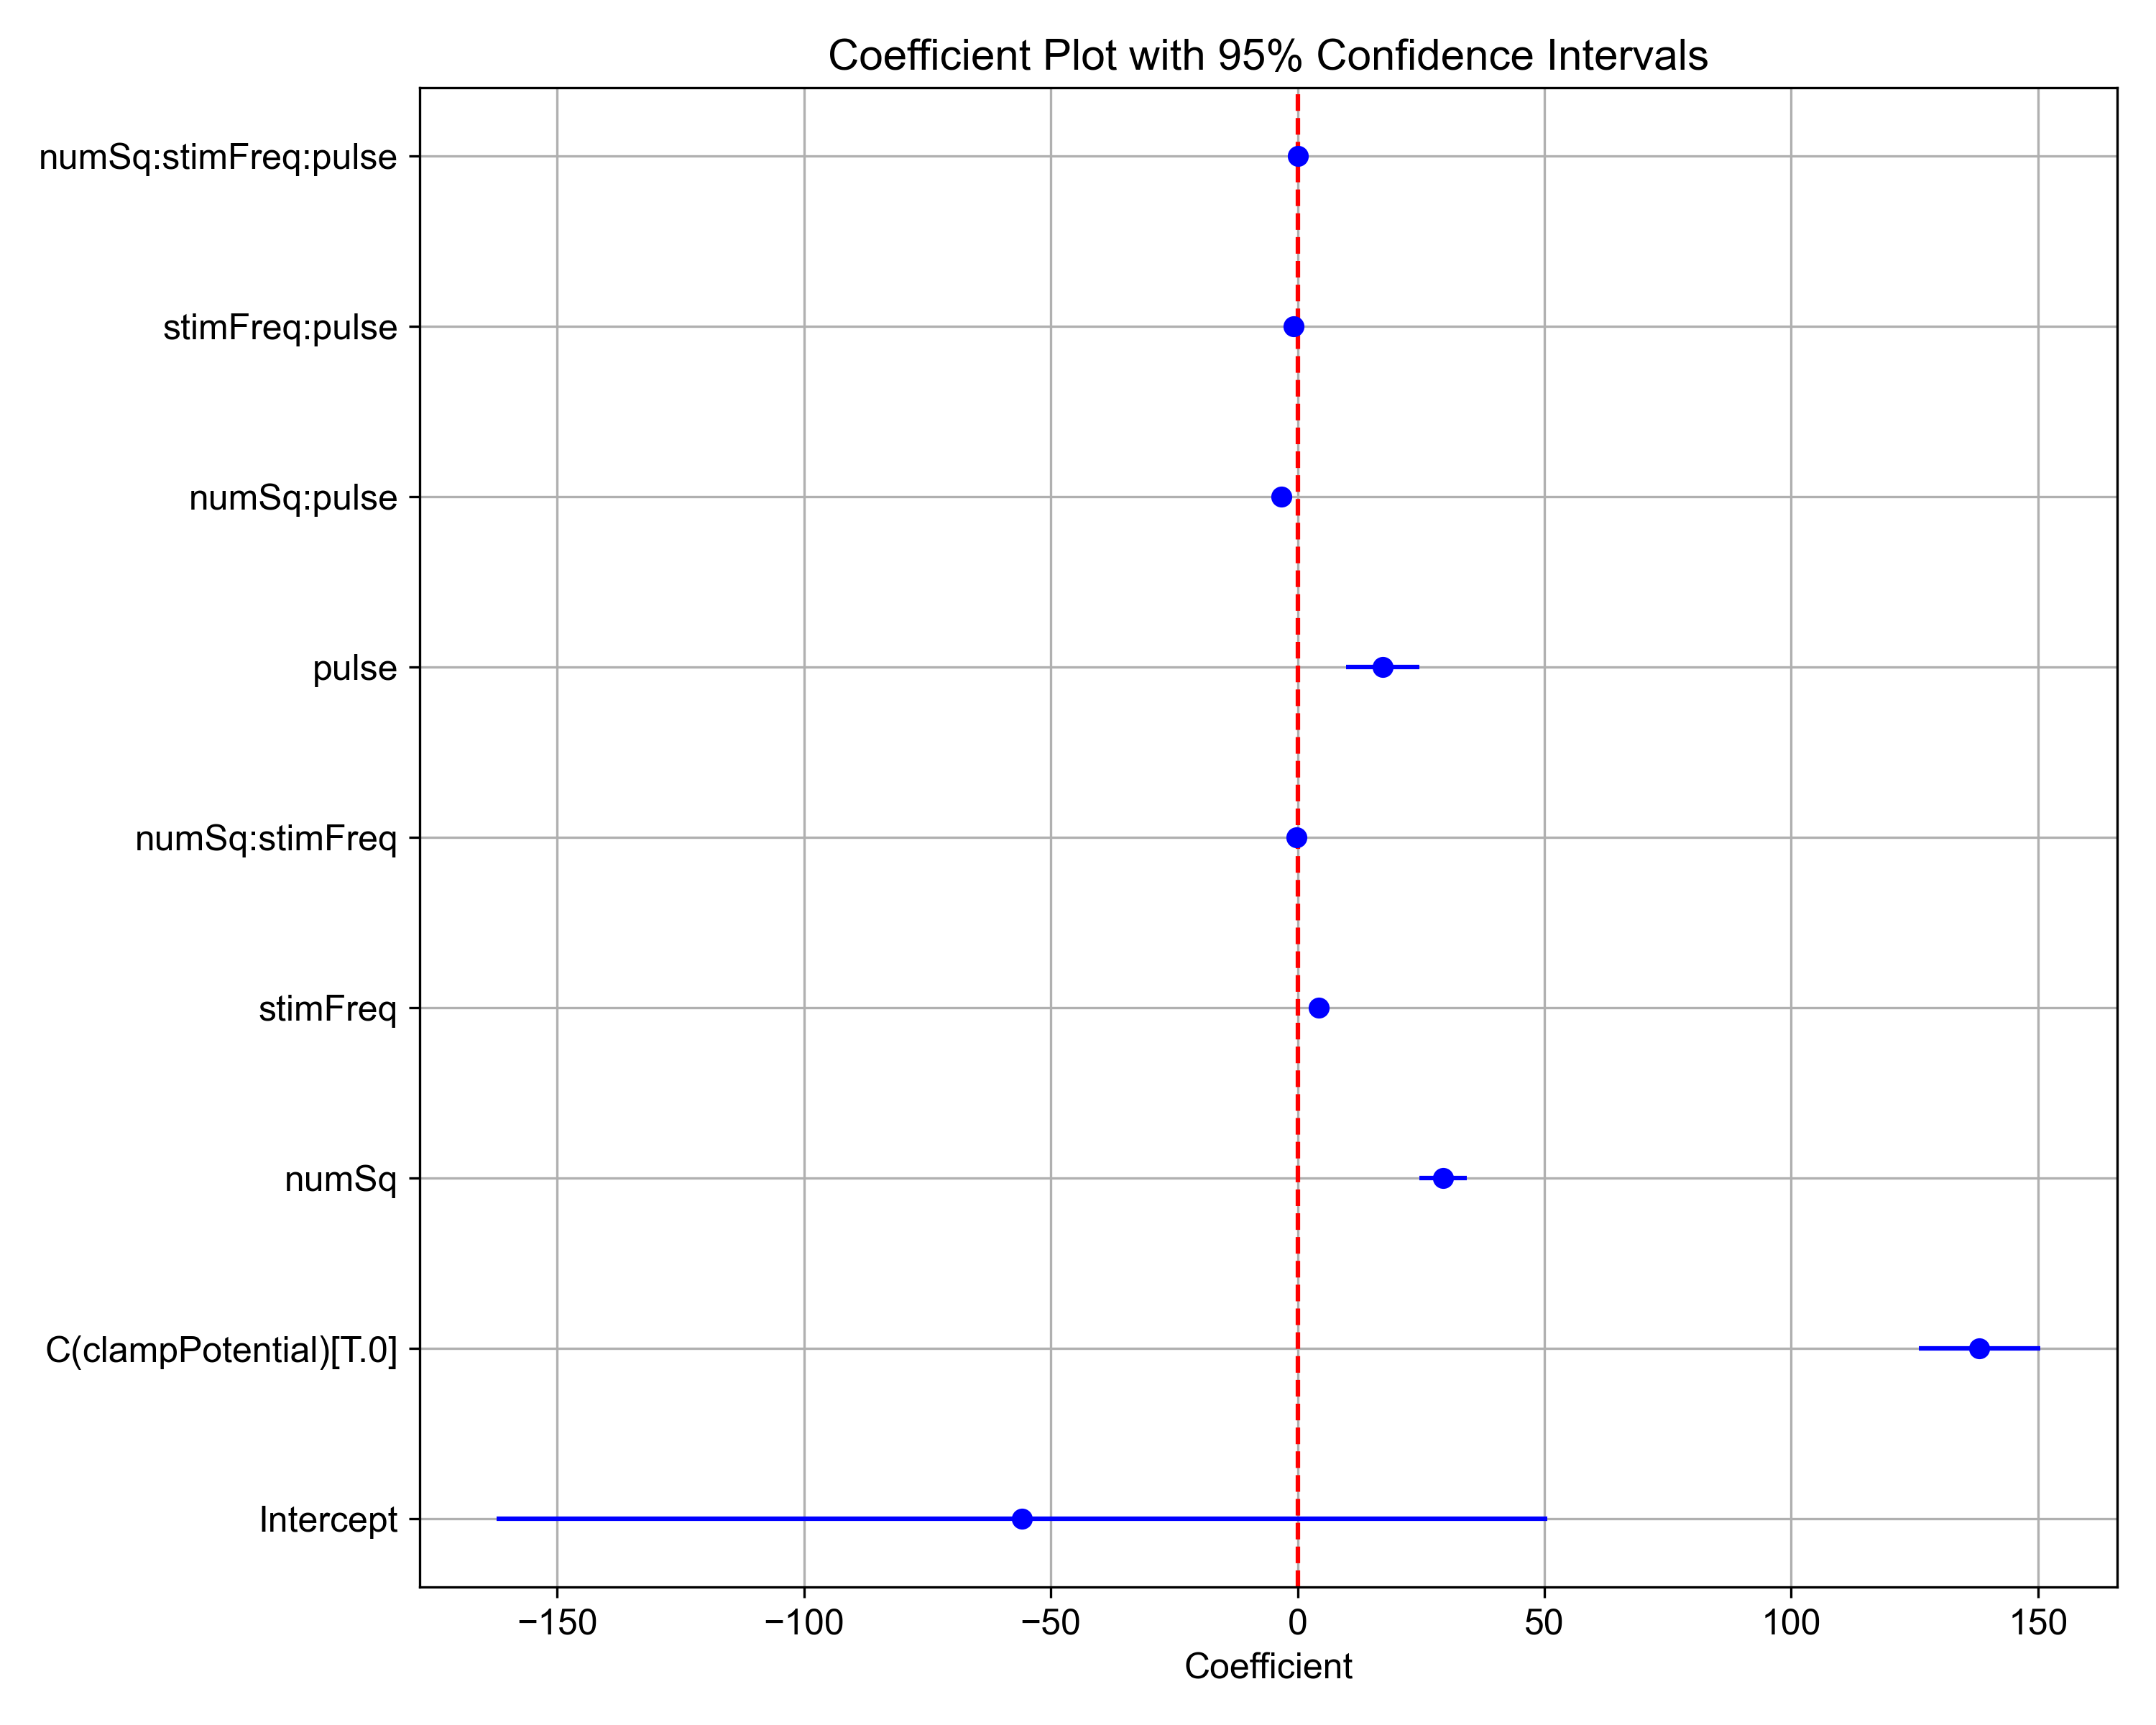 Coefficient Plot with 95% Confidence Intervals
numSq:stimFreq:pulse
stimFreq:pulse
numSq:pulse
pulse
numSq:stimFreq
stimFreq
numSq
C(clampPotential)[T.0]
Intercept
−150 −100 −50 0 50 100 150
Coefficient